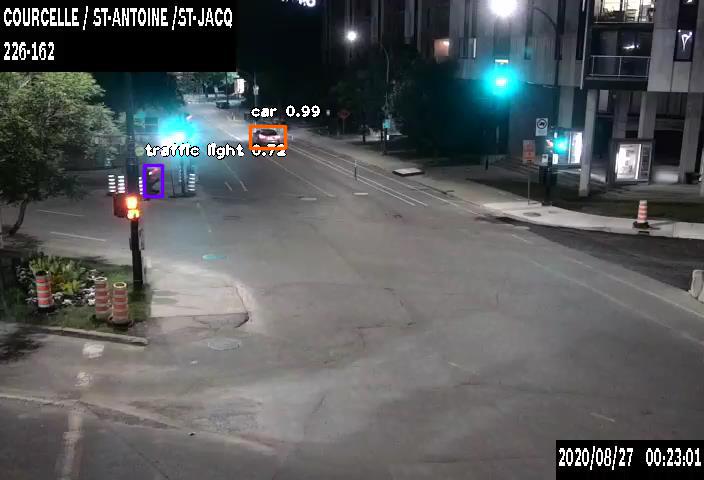 COURCELLE / ST-ANTOINE /ST-JACQ
226-162
car 0.99
traffic light 0.72
2020/08/27 00:23:01